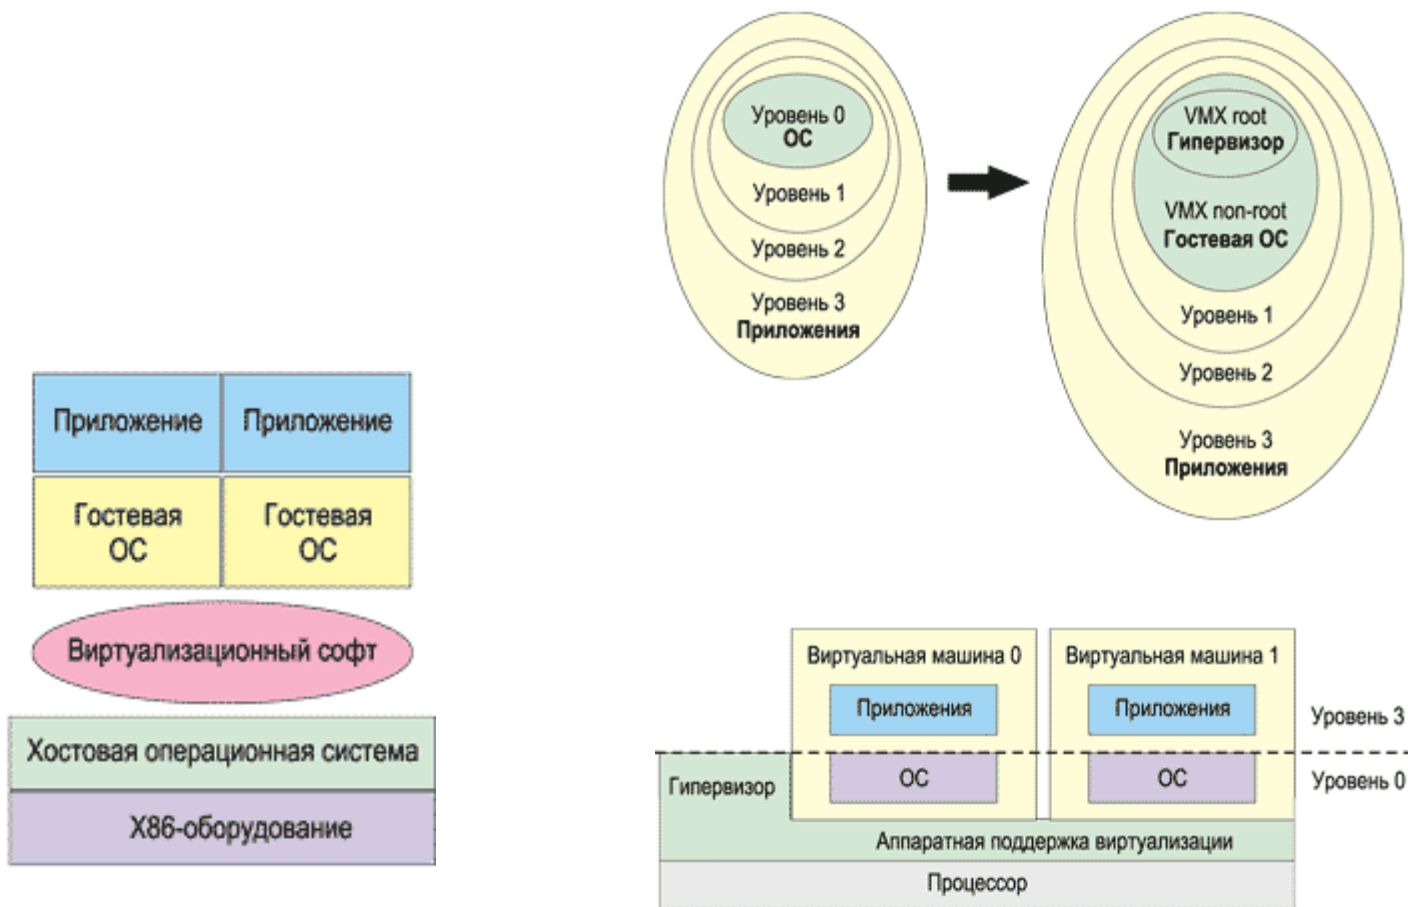 Уровень 0
ОС
Уровень 1
Уровень 2
Уровень 3
Приложения
VMX root
Гипервизор
VMX non-root
Гостевая ОС
Уровень 1
Уровень 2
Уровень 3
Приложения
Приложение
Приложение
Гостевая
ОС
Гостевая
ОС
Виртуализационный софт
Хостовая операционная система
X86-оборудование
Виртуальная машина 0
Виртуальная машина 1
Приложения
Приложения
Уровень 3
Гипервизор
ОС
ОС
Уровень 0
Аппаратная поддержка виртуализации
Процессор